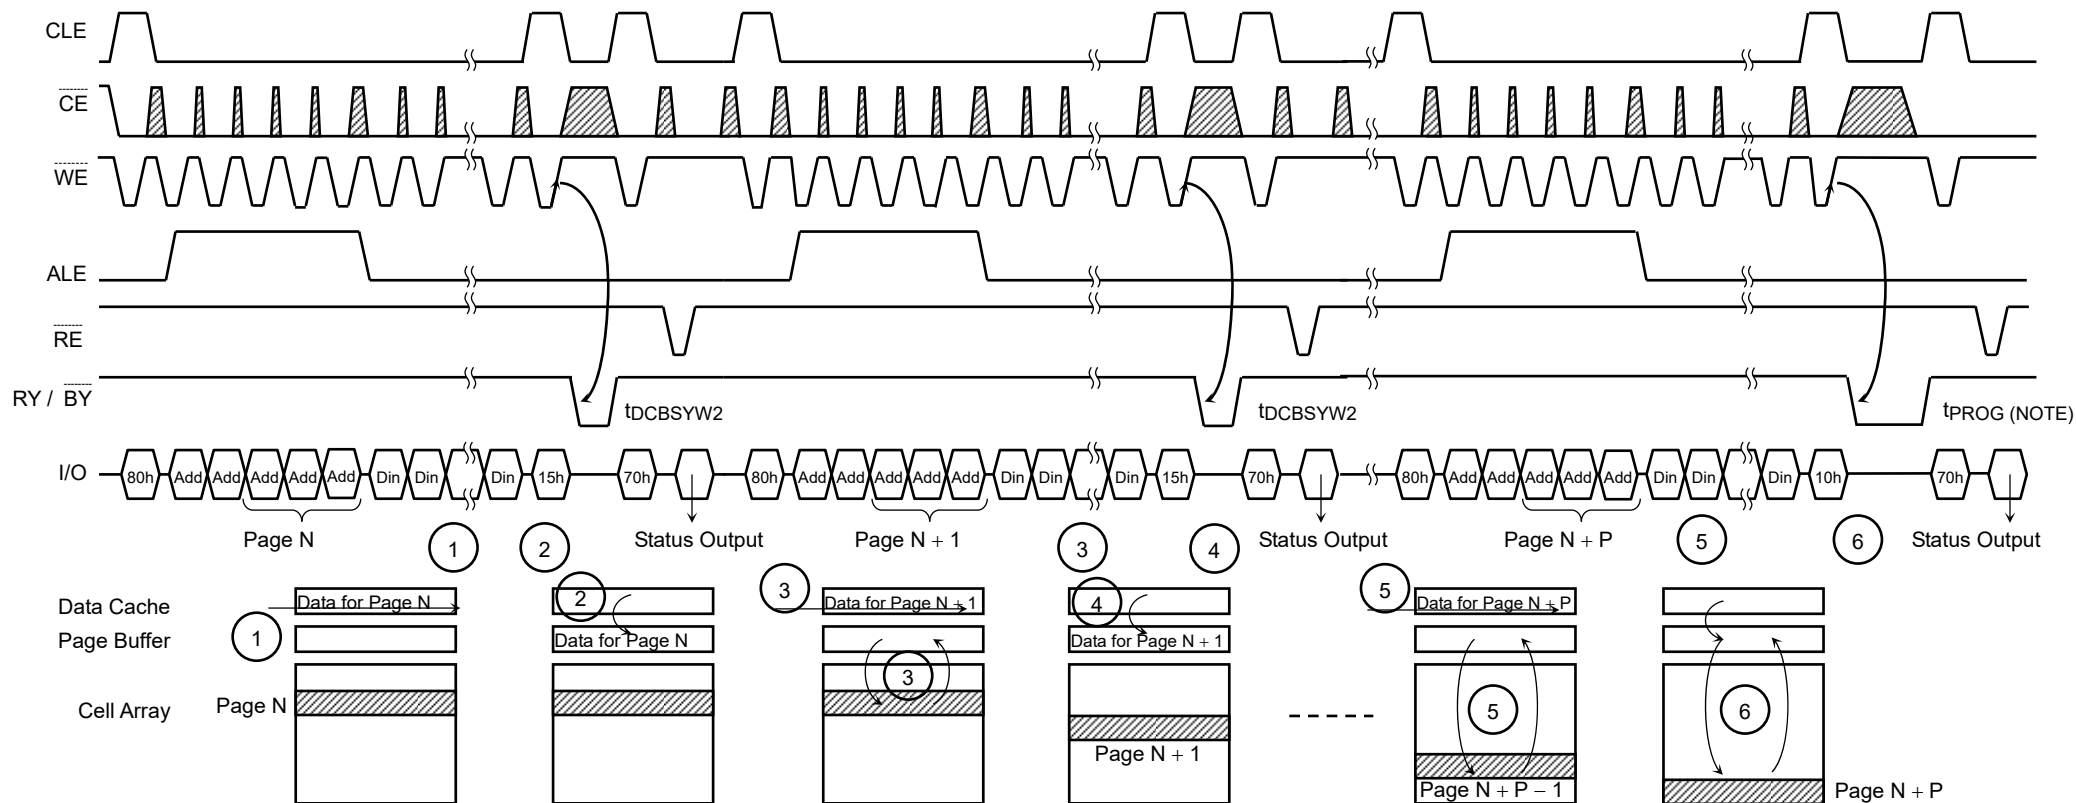 CLE
CE
WE
ALE
RE
RY / BY
tDCBSYW2 tDCBSYW2 tPROG (NOTE)
I/O 80h Add Add Add Add Add Din Din Din 15h 70h 80h Add Add Add Add Add Din Din Din 15h 70h 80h Add Add Add Add Add Din Din Din 10h 70h
Page N 1 2 Status Output Page N + 1 3 4 Status Output Page N + P 5 6 Status Output
Data Cache Data for Page N 2 3 Data for Page N + 1 4 5 Data for Page N + P
Page Buffer 1 Data for Page N Data for Page N + 1
3
Cell Array Page N 5 6
Page N + 1
Page N + P − 1 Page N + P